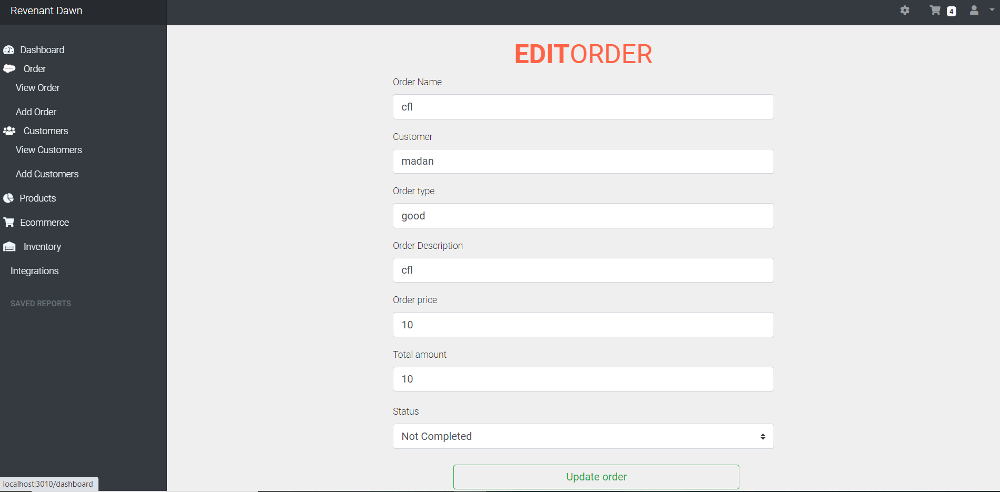 Revenant Dawn
4
Dashboard
Order
View Order
Add Order
Customers
View Customers
Add Customers
Products
Ecommerce
Inventory
Integrations
SAVED REPORTS
EDITORDER
Order Name
cfl
Customer
madan
Order type
good
Order Description
cfl
Order price
10
Total amount
10
Status
Not Completed
Update order
localhost:3010/dashboard